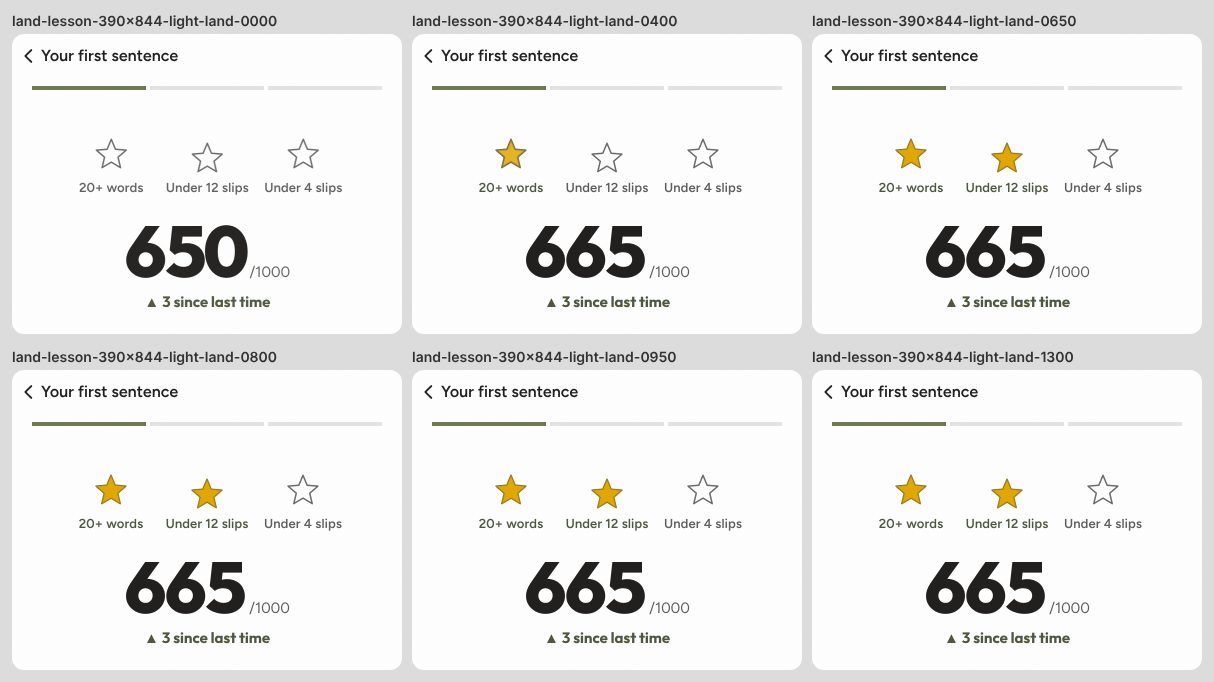 land-lesson-390×844-light-land-0000
Your first sentence
20+ words Under 12 slips Under 4 slips
650 /1000
▲ 3 since last time
land-lesson-390×844-light-land-0400
Your first sentence
20+ words Under 12 slips Under 4 slips
665 /1000
▲ 3 since last time
land-lesson-390×844-light-land-0650
Your first sentence
20+ words Under 12 slips Under 4 slips
665 /1000
▲ 3 since last time
land-lesson-390×844-light-land-0800
Your first sentence
20+ words Under 12 slips Under 4 slips
665 /1000
▲ 3 since last time
land-lesson-390×844-light-land-0950
Your first sentence
20+ words Under 12 slips Under 4 slips
665 /1000
▲ 3 since last time
land-lesson-390×844-light-land-1300
Your first sentence
20+ words Under 12 slips Under 4 slips
665 /1000
▲ 3 since last time